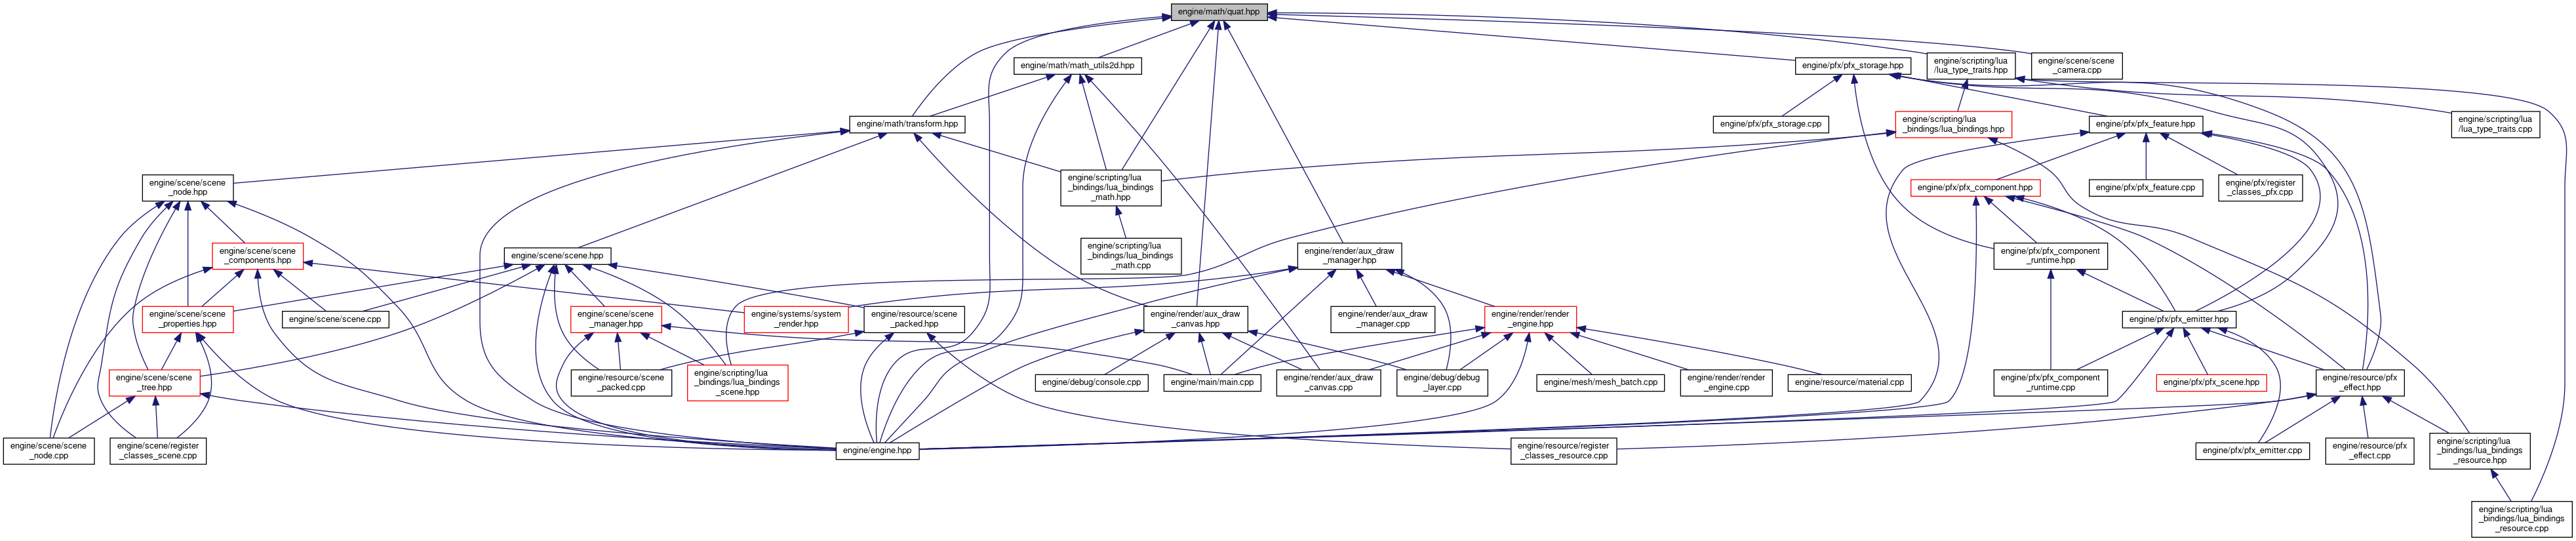 engine/math/quat.hpp
engine/math/math_utils2d.hpp
engine/pfx/pfx_storage.hpp
engine/scripting/lua
/lua_type_traits.hpp
engine/scene/scene
_camera.cpp
engine/math/transform.hpp
engine/pfx/pfx_storage.cpp
engine/scripting/lua
_bindings/lua_bindings.hpp
engine/pfx/pfx_feature.hpp
engine/scripting/lua
/lua_type_traits.cpp
engine/scene/scene
_node.hpp
engine/scripting/lua
_bindings/lua_bindings
_math.hpp
engine/pfx/pfx_component.hpp
engine/pfx/pfx_feature.cpp
engine/pfx/register
_classes_pfx.cpp
engine/scene/scene
_components.hpp
engine/scene/scene.hpp
engine/scripting/lua
_bindings/lua_bindings
_math.cpp
engine/render/aux_draw
_manager.hpp
engine/pfx/pfx_component
_runtime.hpp
engine/scene/scene
_properties.hpp
engine/scene/scene.cpp
engine/scene/scene
_manager.hpp
engine/systems/system
_render.hpp
engine/resource/scene
_packed.hpp
engine/render/aux_draw
_canvas.hpp
engine/render/aux_draw
_manager.cpp
engine/render/render
_engine.hpp
engine/pfx/pfx_emitter.hpp
engine/scene/scene
_tree.hpp
engine/resource/scene
_packed.cpp
engine/scripting/lua
_bindings/lua_bindings
_scene.hpp
engine/debug/console.cpp
engine/main/main.cpp
engine/render/aux_draw
_canvas.cpp
engine/debug/debug
_layer.cpp
engine/mesh/mesh_batch.cpp
engine/render/render
_engine.cpp
engine/resource/material.cpp
engine/pfx/pfx_component
_runtime.cpp
engine/pfx/pfx_scene.hpp
engine/resource/pfx
_effect.hpp
engine/scene/scene
_node.cpp
engine/scene/register
_classes_scene.cpp
engine/engine.hpp
engine/resource/register
_classes_resource.cpp
engine/pfx/pfx_emitter.cpp
engine/resource/pfx
_effect.cpp
engine/scripting/lua
_bindings/lua_bindings
_resource.hpp
engine/scripting/lua
_bindings/lua_bindings
_resource.cpp